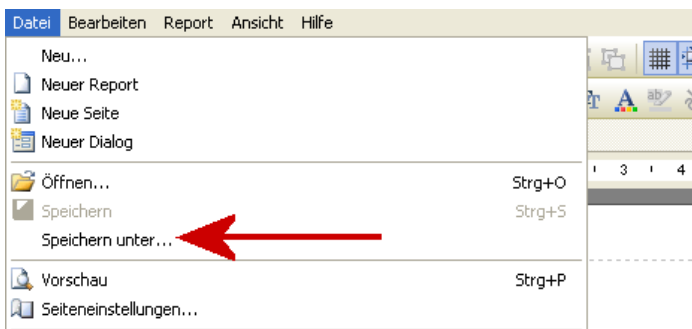 Datei Bearbeiten Report Ansicht Hilfe
Neu...
Neuer Report
Neue Seite
Neuer Dialog
Öffnen... Strg+O
Speichern Strg+S
Speichern unter...
Vorschau Strg+P
Seiteneinstellungen...
3 4